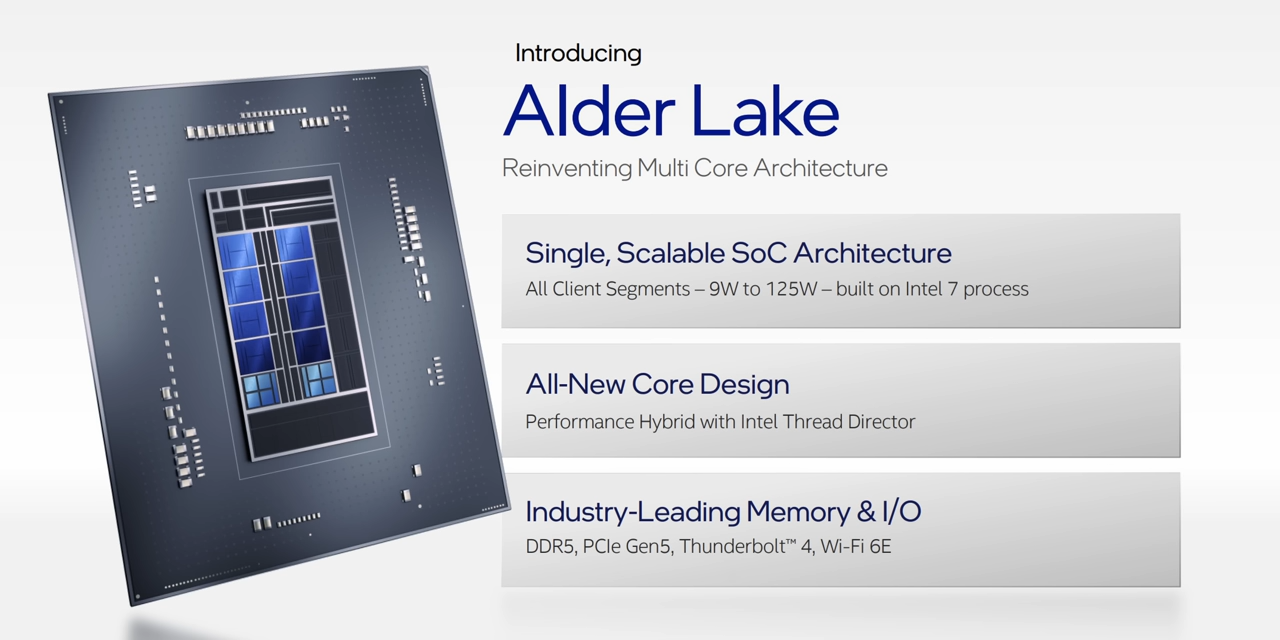 Introducing
Alder Lake
Reinventing Multi Core Architecture
Single, Scalable SoC Architecture
All Client Segments – 9W to 125W – built on Intel 7 process
All-New Core Design
Performance Hybrid with Intel Thread Director
Industry-Leading Memory & I/O
DDR5, PCIe Gen5, Thunderbolt™ 4, Wi-Fi 6E